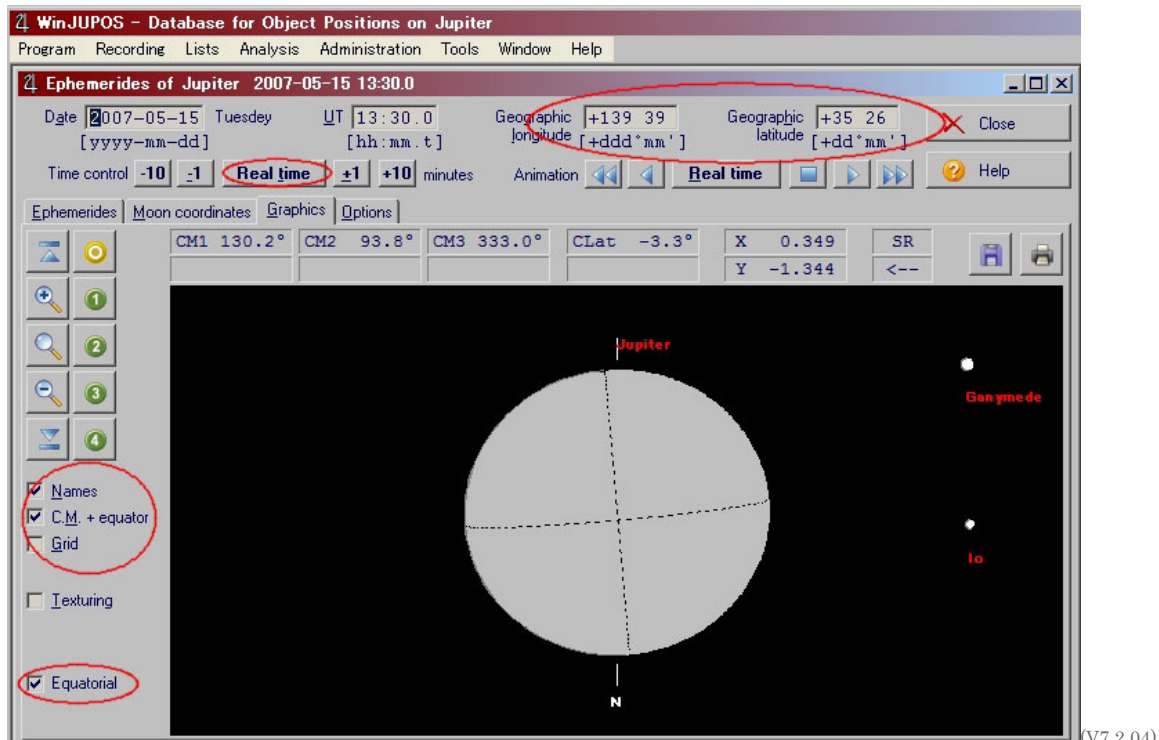 WinJUPOS - Database for Object Positions on Jupiter
Program Recording Lists Analysis Administration Tools Window Help
Ephemerides of Jupiter 2007-05-15 13:30.0
Date 2007-05-15 Tuesdey UT 13:30.0 Geographic longitude +139 39 Geographic latitude +35 26 Close
[yyyy-mm-dd] [hh:mm.t] [+ddd°mm'] [+dd°mm']
Time control -10 -1 Real time +1 +10 minutes Animation Real time Help
Ephemerides Moon coordinates Graphics Options
CM1 130.2° CM2 93.8° CM3 333.0° CLat -3.3° X 0.349 SR
Y -1.344 <--
1
2
3
4
Jupiter
Ganymede
Names
C.M. + equator
Grid
Io
Texturing
Equatorial
N
(V7.2.04)